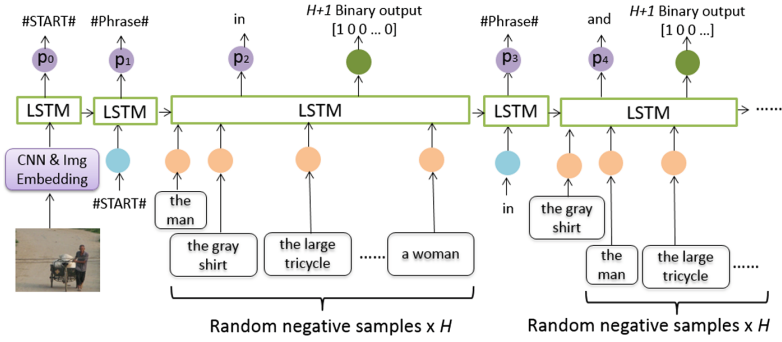 #START#
#Phrase#
in
H+1 Binary output
[1 0 0 ... 0]
#Phrase#
and
H+1 Binary output
[1 0 0 ...]
p0
p1
p2
p3
p4
LSTM
LSTM
LSTM
LSTM
LSTM
......
CNN & Img
Embedding
#START#
in
the
man
the gray
shirt
the large
tricycle
......
a woman
the gray
shirt
the
man
the large
tricycle
......
Random negative samples x H
Random negative samples x H